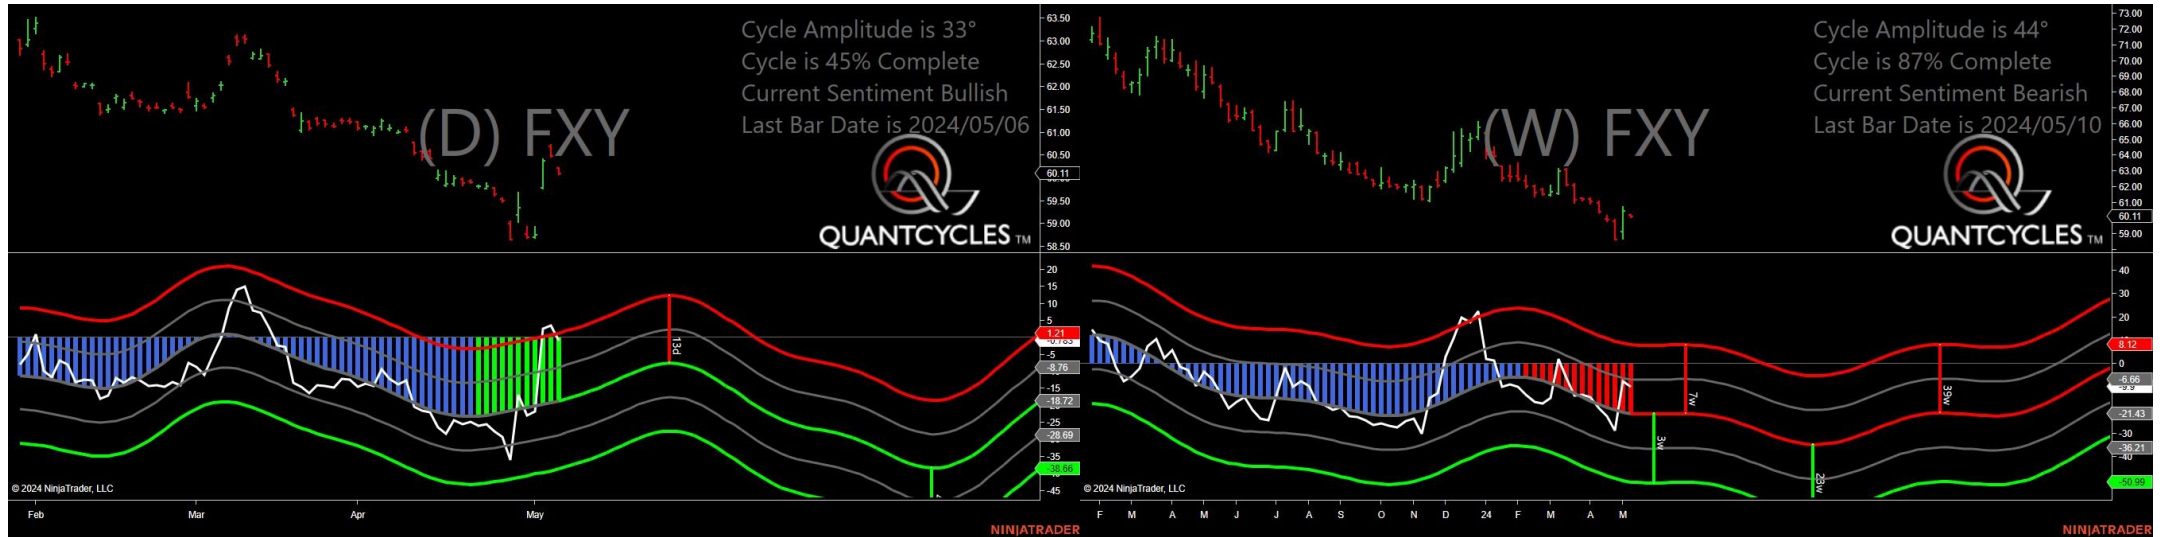 Cycle Amplitude is 33°
Cycle is 45% Complete
Current Sentiment Bullish
Last Bar Date is 2024/05/06
(D) FXY
QUANTCYCLES TM
63.50
63.00
62.50
62.00
61.50
61.00
60.50
60.11
59.50
59.00
58.50
20
15
10
5
1.21
-0.783
-5
-8.76
-15
-18.72
-25
-28.69
-35
-38.66
-45
13d
© 2024 NinjaTrader, LLC
Feb Mar Apr May
NINJATRADER
Cycle Amplitude is 44°
Cycle is 87% Complete
Current Sentiment Bearish
Last Bar Date is 2024/05/10
(W) FXY
QUANTCYCLES TM
73.00
72.00
71.00
70.00
69.00
68.00
67.00
66.00
65.00
64.00
63.00
62.00
61.00
60.11
59.00
40
30
20
8.12
0
-6.66
-9.9
-21.43
-30
-36.21
-40
-50.99
7w
3w
23w
39w
© 2024 NinjaTrader, LLC
F M A M J J A S O N D 24 F M A M
NINJATRADER